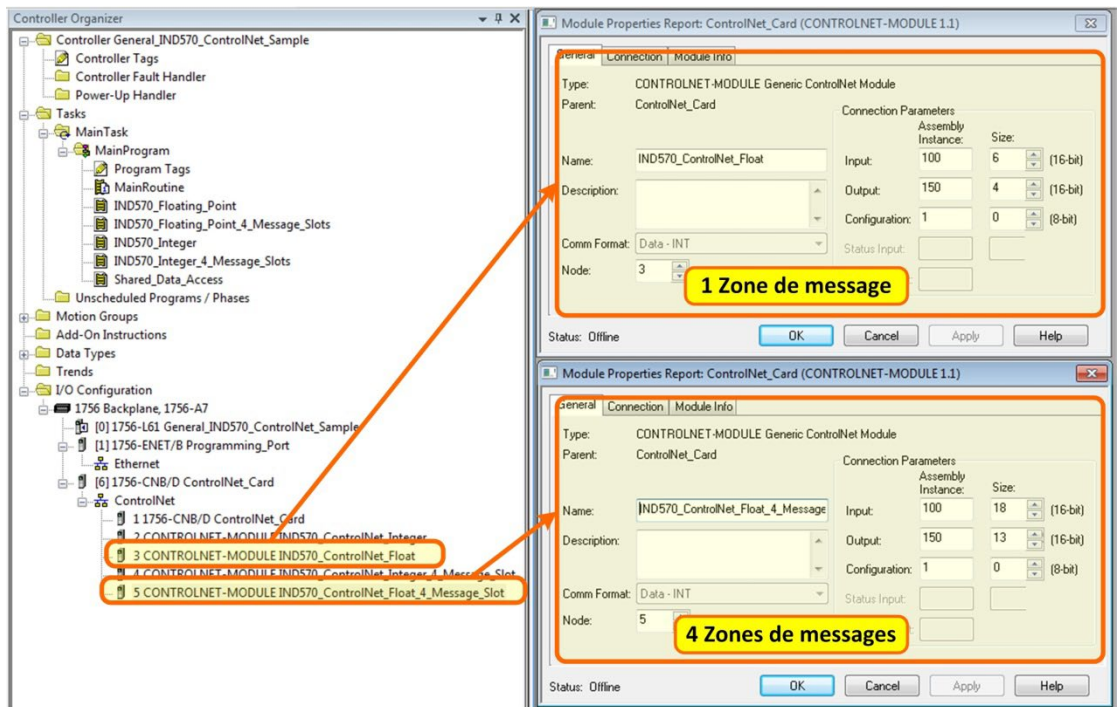 Controller Organizer
Controller General_IND570_ControlNet_Sample
Controller Tags
Controller Fault Handler
Power-Up Handler
Tasks
MainTask
MainProgram
Program Tags
MainRoutine
IND570_Floating_Point
IND570_Floating_Point_4_Message_Slots
IND570_Integer
IND570_Integer_4_Message_Slots
Shared_Data_Access
Unscheduled Programs / Phases
Motion Groups
Add-On Instructions
Data Types
Trends
I/O Configuration
1756 Backplane, 1756-A7
[0] 1756-L61 General_IND570_ControlNet_Sample
[1] 1756-ENET/B Programming_Port
Ethernet
[6] 1756-CNB/D ControlNet_Card
ControlNet
1 1756-CNB/D ControlNet_Card
2 CONTROLNET-MODULE IND570_ControlNet_Integer
3 CONTROLNET-MODULE IND570_ControlNet_Float
4 CONTROLNET-MODULE IND570_ControlNet_Integer_4_Message_Slot
5 CONTROLNET-MODULE IND570_ControlNet_Float_4_Message_Slot
Module Properties Report: ControlNet_Card (CONTROLNET-MODULE 1.1)
General Connection Module Info
Type: CONTROLNET-MODULE Generic ControlNet Module
Parent: ControlNet_Card
Connection Parameters
Assembly
Instance: Size:
Name: IND570_ControlNet_Float Input: 100 6 (16-bit)
Description: Output: 150 4 (16-bit)
Configuration: 1 0 (8-bit)
Comm Format: Data - INT Status Input:
Node: 3
1 Zone de message
Status: Offline OK Cancel Apply Help
Module Properties Report: ControlNet_Card (CONTROLNET-MODULE 1.1)
General Connection Module Info
Type: CONTROLNET-MODULE Generic ControlNet Module
Parent: ControlNet_Card
Connection Parameters
Assembly
Instance: Size:
Name: IND570_ControlNet_Float_4_Message Input: 100 18 (16-bit)
Description: Output: 150 13 (16-bit)
Configuration: 1 0 (8-bit)
Comm Format: Data - INT Status Input:
Node: 5
4 Zones de messages
Status: Offline OK Cancel Apply Help